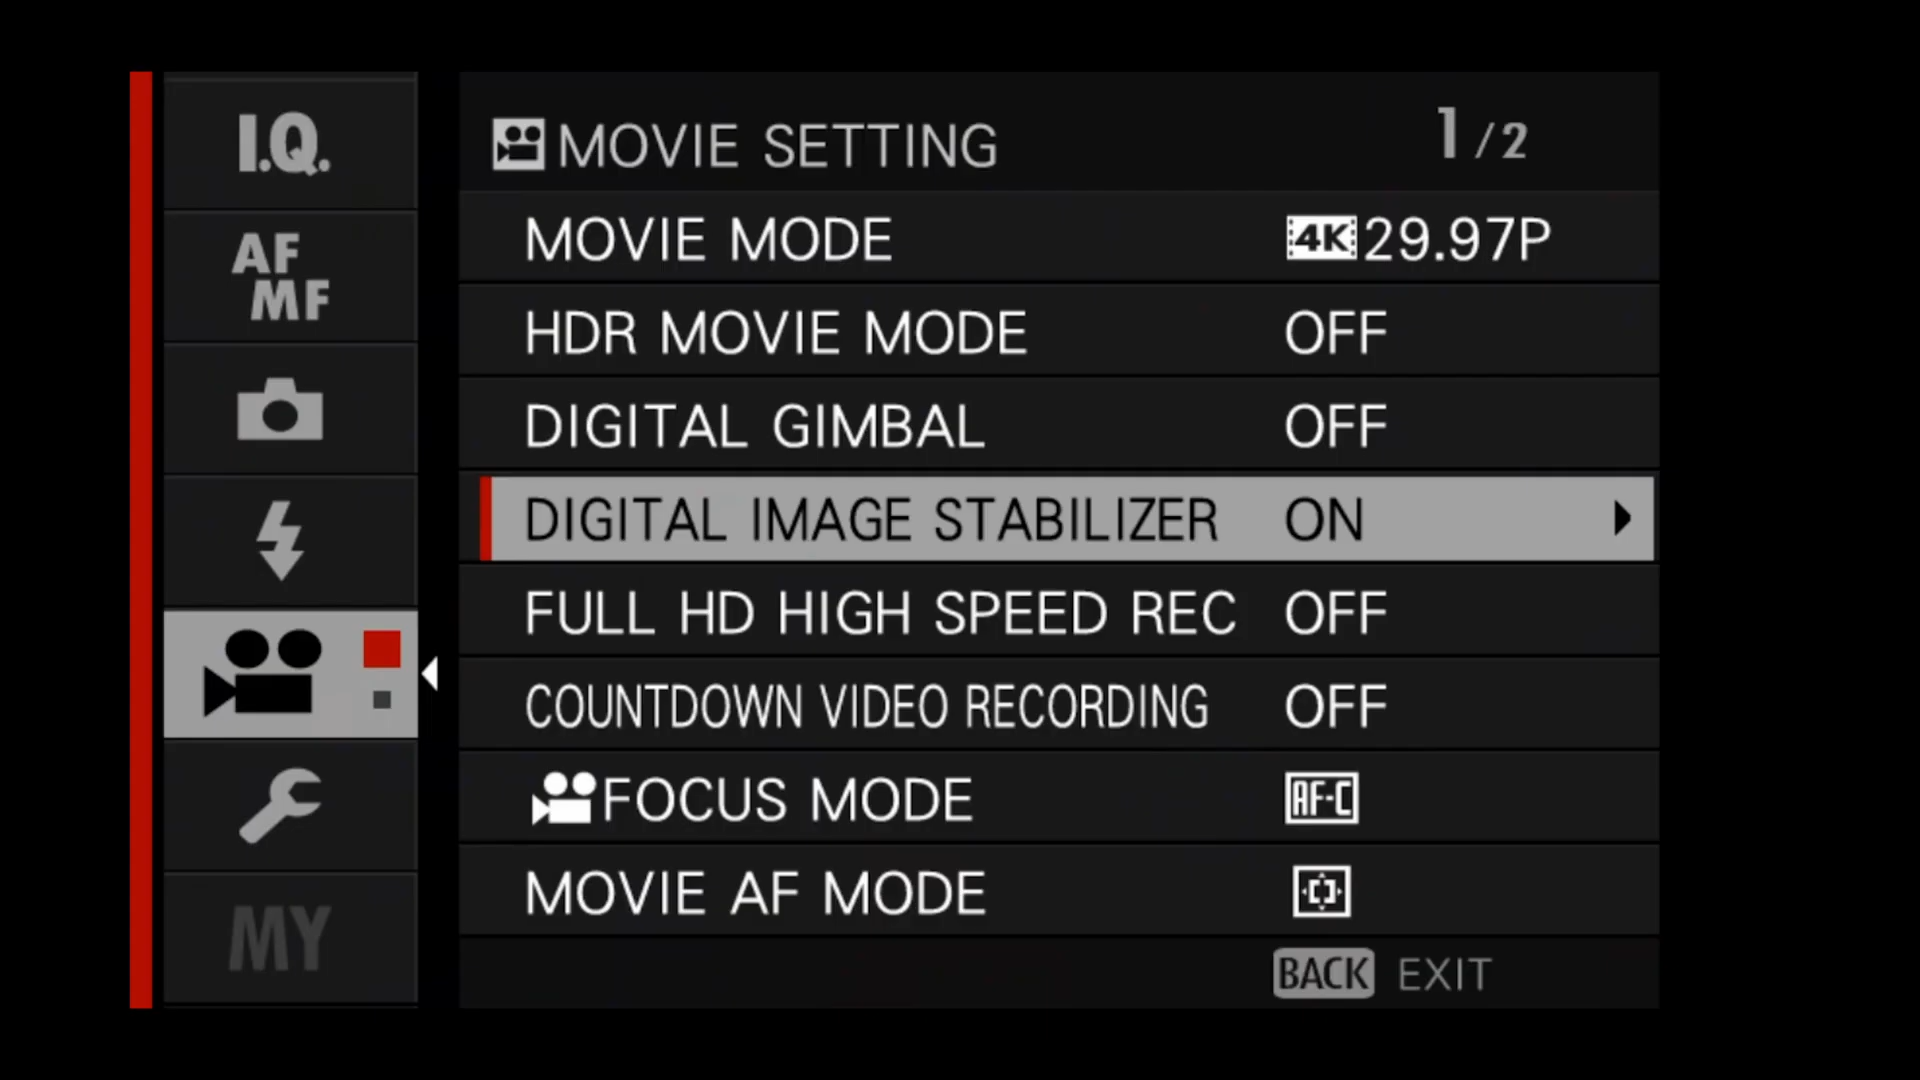 I.Q.
AF
MF
MY
MOVIE SETTING 1/2
MOVIE MODE 4K 29.97P
HDR MOVIE MODE OFF
DIGITAL GIMBAL OFF
DIGITAL IMAGE STABILIZER ON
FULL HD HIGH SPEED REC OFF
COUNTDOWN VIDEO RECORDING OFF
FOCUS MODE AF-C
MOVIE AF MODE
BACK EXIT